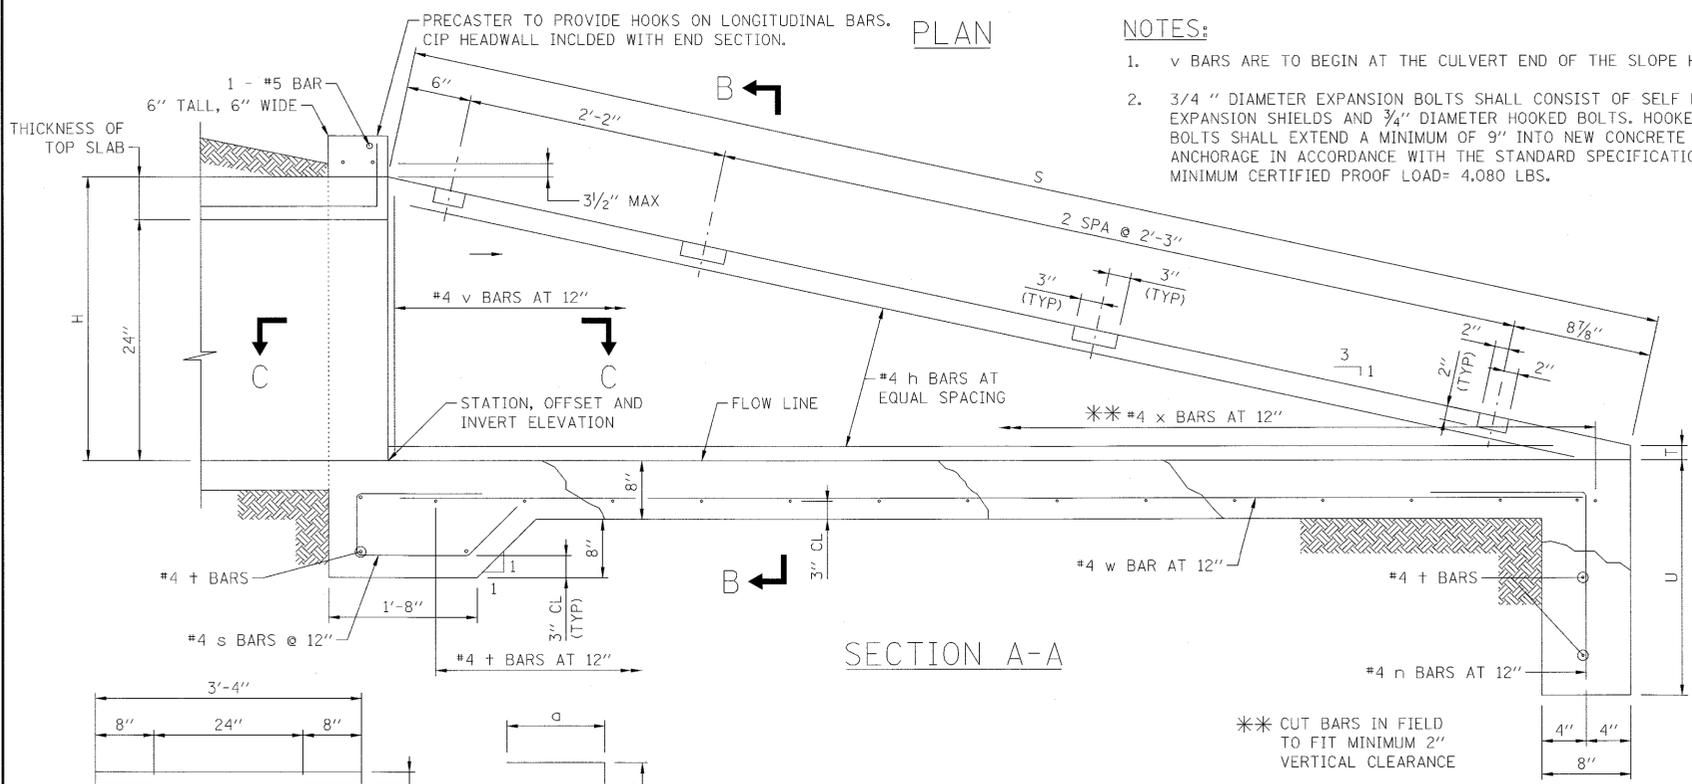 PRECASTER TO PROVIDE HOOKS ON LONGITUDINAL BARS.
CIP HEADWALL INCLDED WITH END SECTION.
PLAN
NOTES:
1. v BARS ARE TO BEGIN AT THE CULVERT END OF THE SLOPE H
2. 3/4 " DIAMETER EXPANSION BOLTS SHALL CONSIST OF SELF
EXPANSION SHIELDS AND 3/4" DIAMETER HOOKED BOLTS. HOOKE
BOLTS SHALL EXTEND A MINIMUM OF 9" INTO NEW CONCRETE
ANCHORAGE IN ACCORDANCE WITH THE STANDARD SPECIFICATIO
MINIMUM CERTIFIED PROOF LOAD= 4,080 LBS.
1 - #5 BAR
6" TALL, 6" WIDE
THICKNESS OF
TOP SLAB
6"
2'-2"
B
S
2 SPA @ 2'-3"
3 1/2" MAX
3"
(TYP)
3"
(TYP)
8 7/8"
2"
2"
2"
(TYP)
3
1
H
24"
C
C
#4 v BARS AT 12"
#4 h BARS AT
EQUAL SPACING
STATION, OFFSET AND
INVERT ELEVATION
FLOW LINE
** #4 x BARS AT 12"
T
8"
8"
3" CL
#4 w BAR AT 12"
#4 t BARS
#4 t BARS
U
1
1
B
1'-8"
3" CL
(TYP)
#4 s BARS @ 12"
#4 t BARS AT 12"
SECTION A-A
#4 n BARS AT 12"
3'-4"
8"
24"
8"
a
** CUT BARS IN FIELD
TO FIT MINIMUM 2"
VERTICAL CLEARANCE
4"
4"
8"